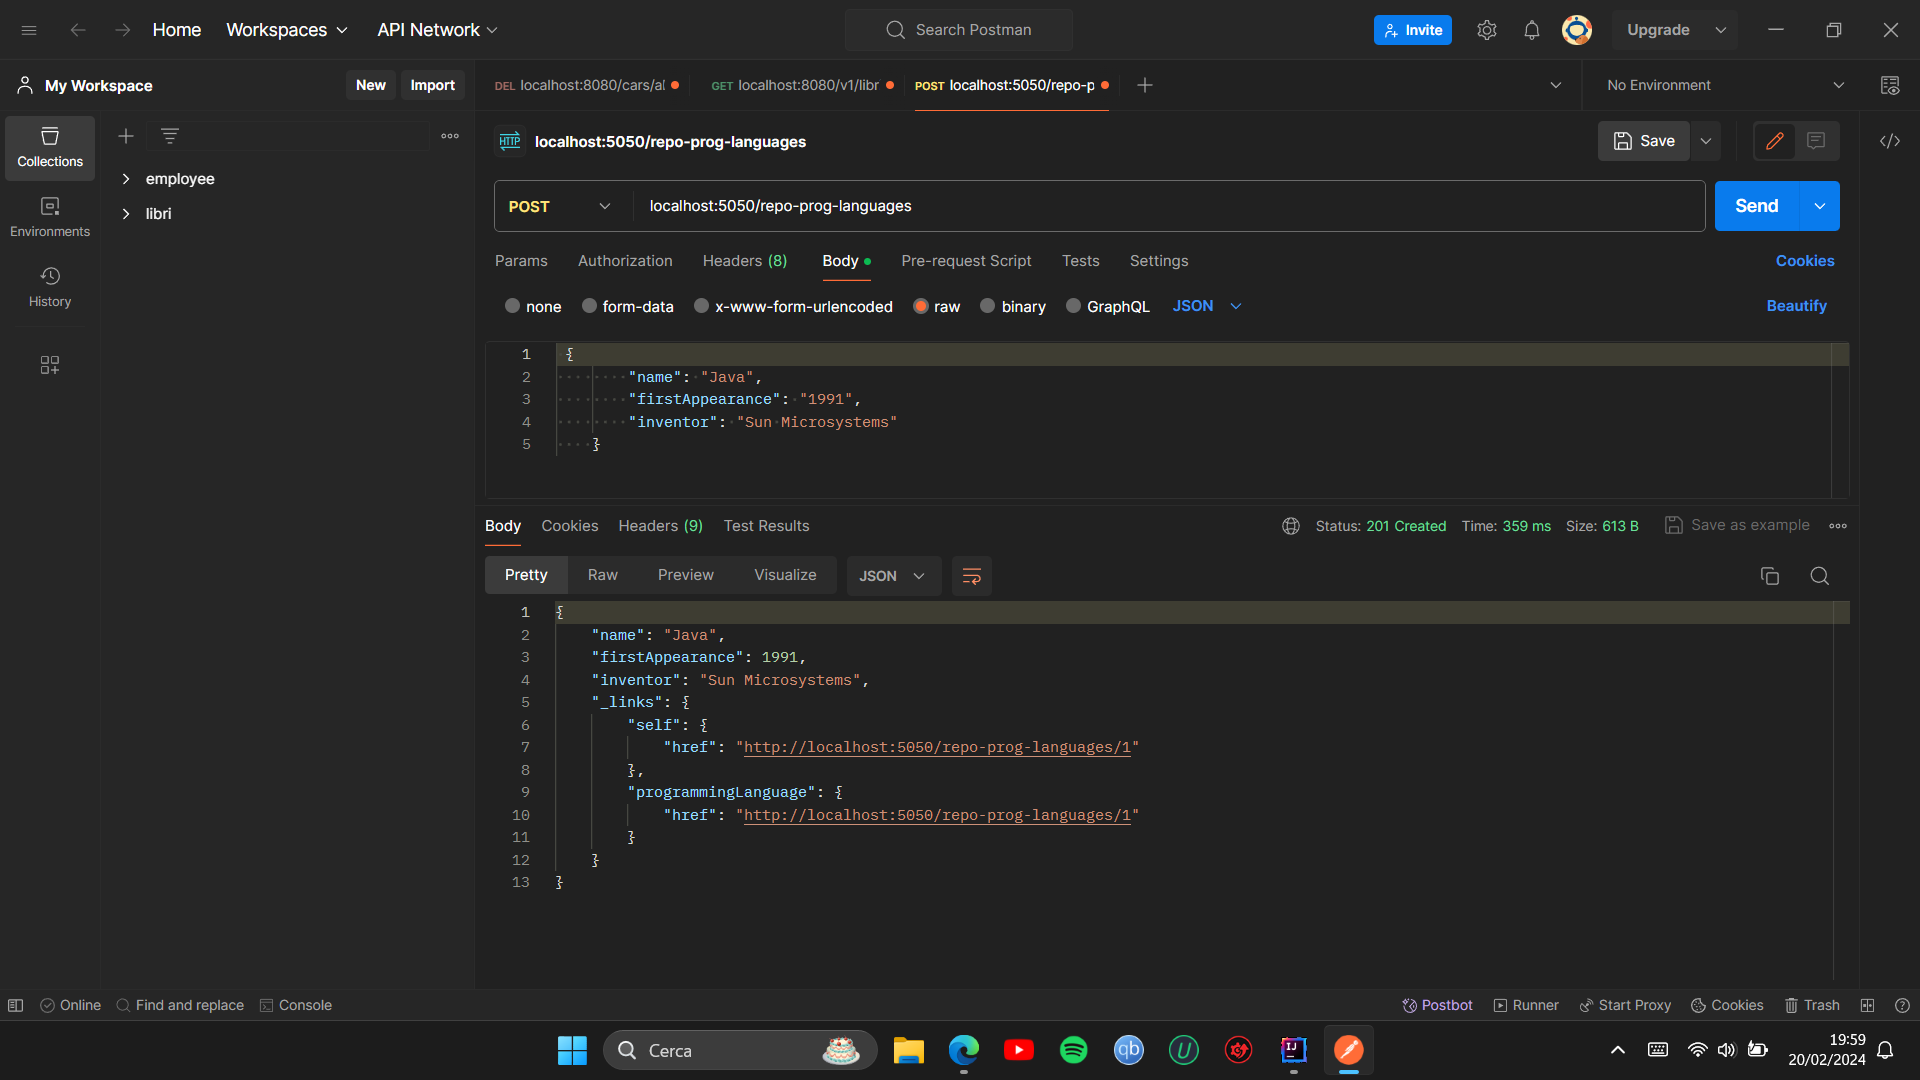 Home Workspaces API Network Search Postman Invite Upgrade
My Workspace New Import DEL localhost:8080/cars/al GET localhost:8080/v1/libr POST localhost:5050/repo-p No Environment
Collections
Environments
History
employee
libri
HTTP localhost:5050/repo-prog-languages Save
POST localhost:5050/repo-prog-languages Send
Params Authorization Headers (8) Body Pre-request Script Tests Settings Cookies
none form-data x-www-form-urlencoded raw binary GraphQL JSON Beautify
1 {
2 "name": "Java",
3 "firstAppearance": "1991",
4 "inventor": "Sun Microsystems"
5 }
Body Cookies Headers (9) Test Results Status: 201 Created Time: 359 ms Size: 613 B Save as example
Pretty Raw Preview Visualize JSON
1 {
2 "name": "Java",
3 "firstAppearance": 1991,
4 "inventor": "Sun Microsystems",
5 "_links": {
6 "self": {
7 "href": "http://localhost:5050/repo-prog-languages/1"
8 },
9 "programmingLanguage": {
10 "href": "http://localhost:5050/repo-prog-languages/1"
11 }
12 }
13 }
Online Find and replace Console Postbot Runner Start Proxy Cookies Trash
Cerca qb U IJ 19:59
20/02/2024